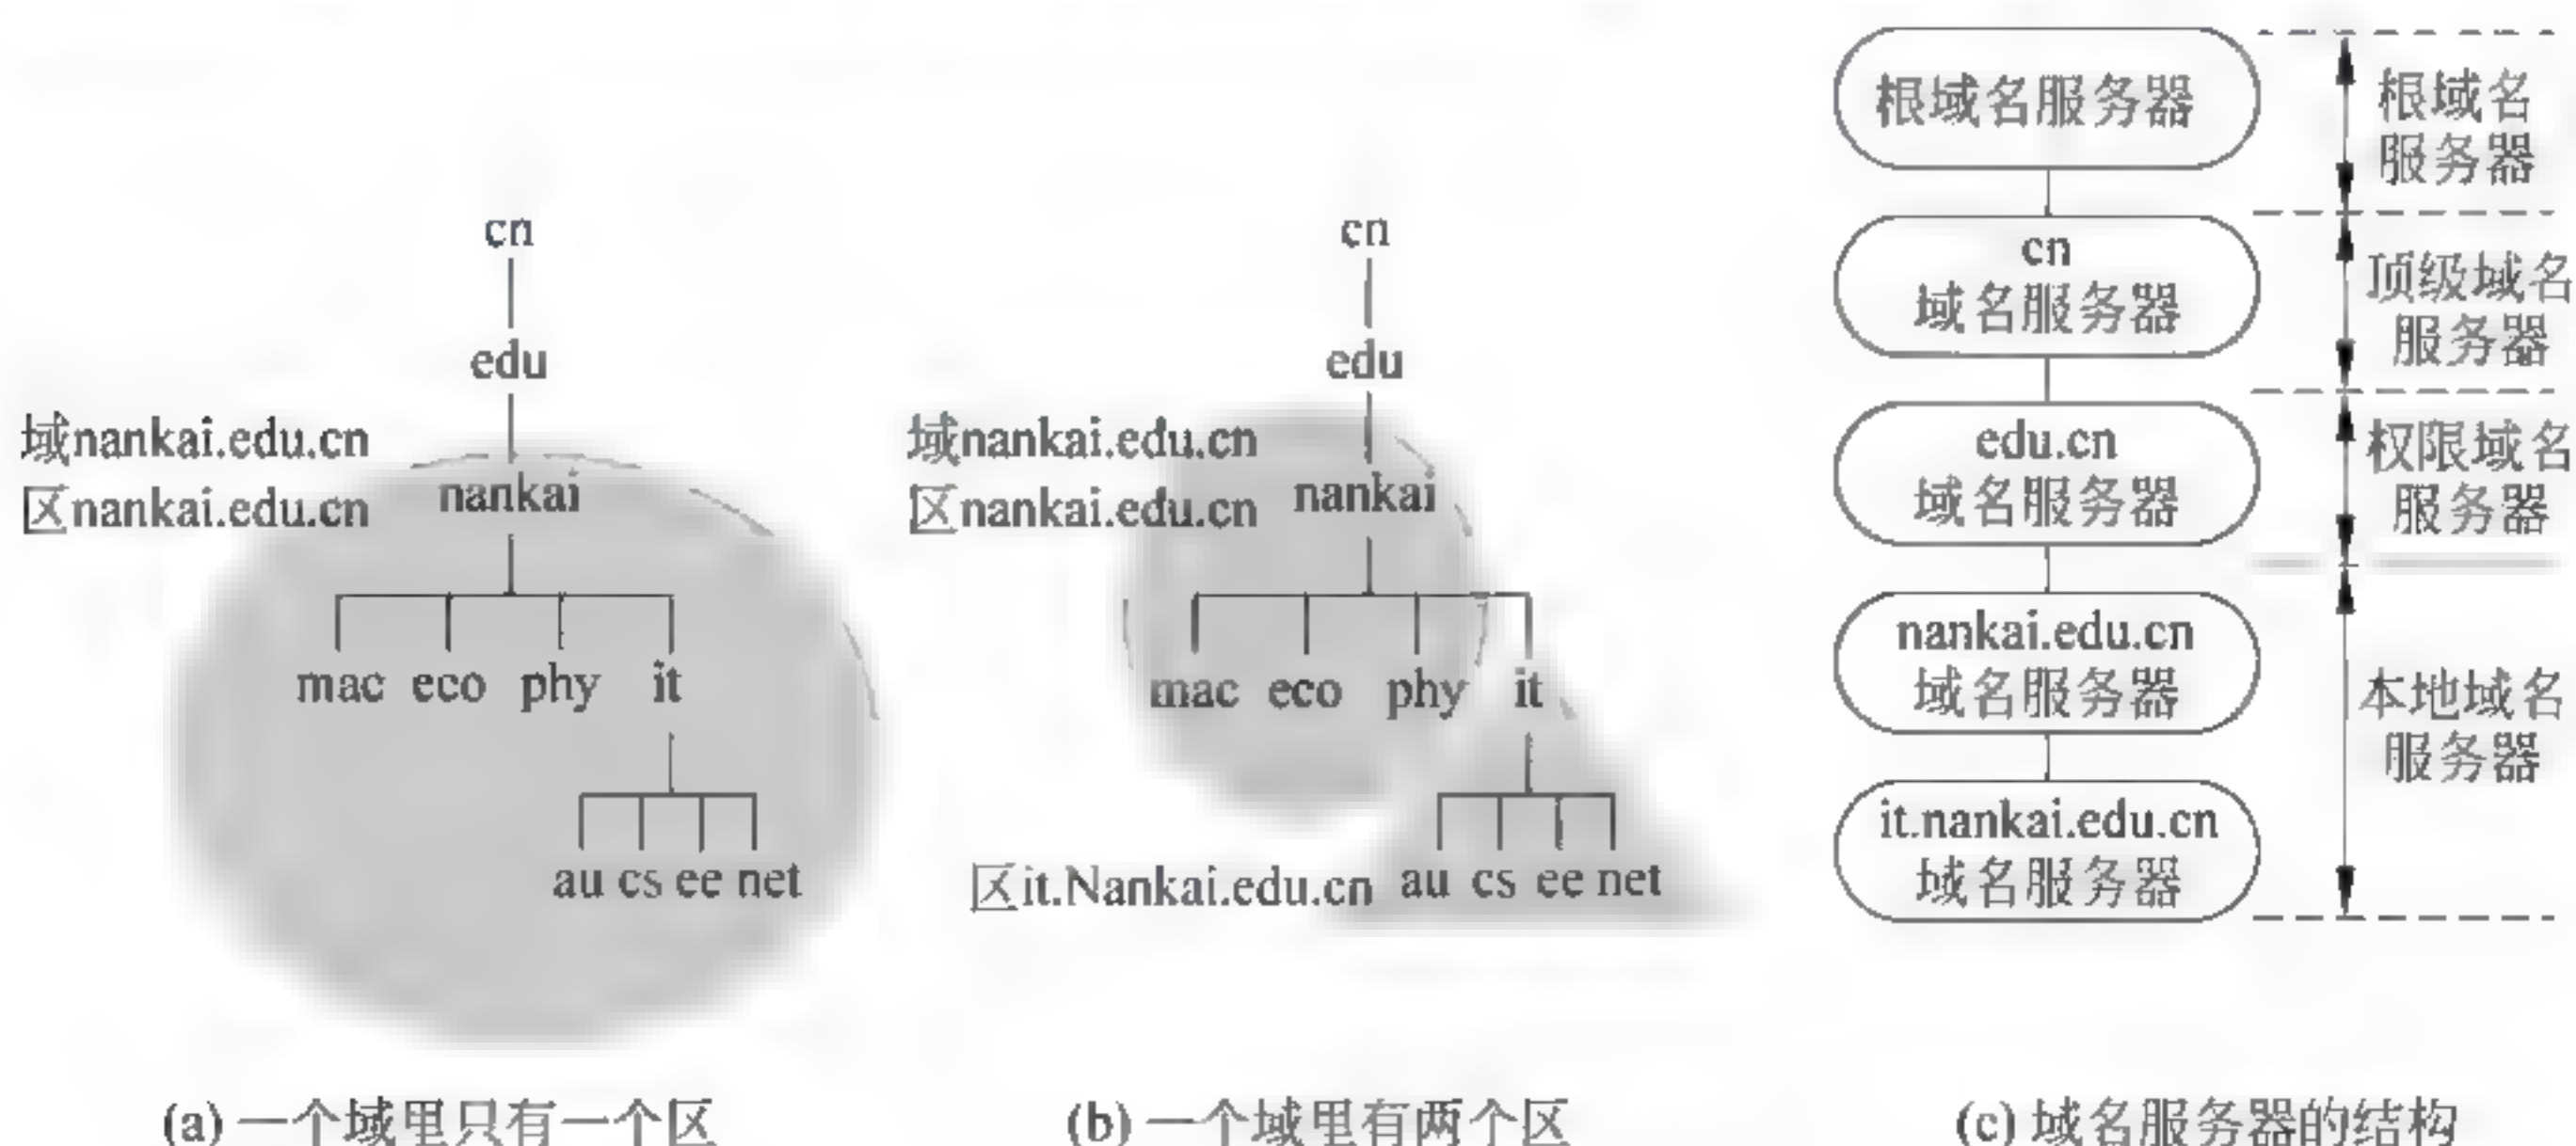 cn
edu
域nankai.edu.cn
区nankai.edu.cn
nankai
mac eco phy it
au cs ee net
(a) 一个域里只有一个区
cn
edu
域nankai.edu.cn
区nankai.edu.cn
nankai
mac eco phy it
区it.Nankai.edu.cn
au cs ee net
(b) 一个域里有两个区
根域名服务器
根域名
服务器
cn
域名服务器
顶级域名
服务器
edu.cn
域名服务器
权限域名
服务器
nankai.edu.cn
域名服务器
it.nankai.edu.cn
域名服务器
本地域名
服务器
(c) 域名服务器的结构